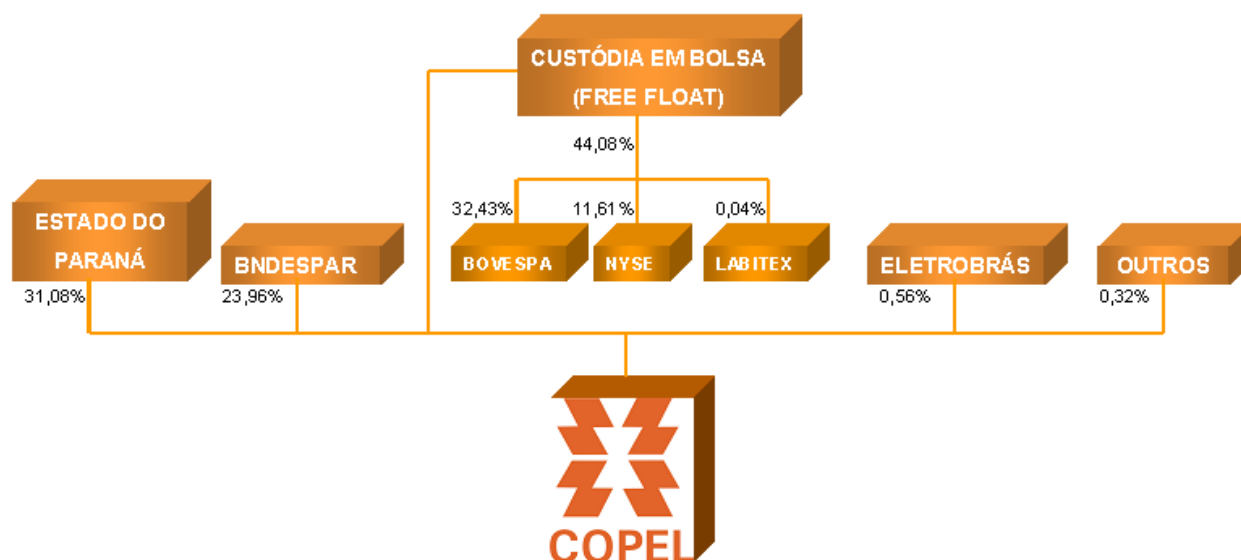 CUSTÓDIA EM BOLSA
(FREE FLOAT)
44,08%
32,43%
11,61%
0,04%
BOVESPA
NYSE
LABITEX
ESTADO DO
PARANÁ
31,08%
BNDESPAR
23,96%
ELETROBRÁS
0,56%
OUTROS
0,32%
COPEL